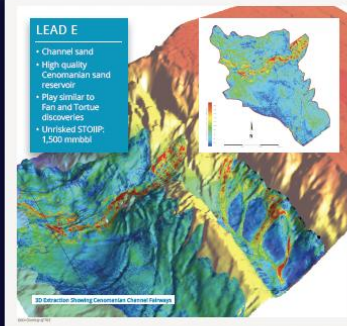 LEAD E
• Channel sand
• High quality
Cenomanian sand
reservoir
• Play similar to
Fan and Tortue
discoveries
• Unrisked STOIIP:
1,500 mmbbl
3D Extraction Showing Cenomanian Channel Fairways